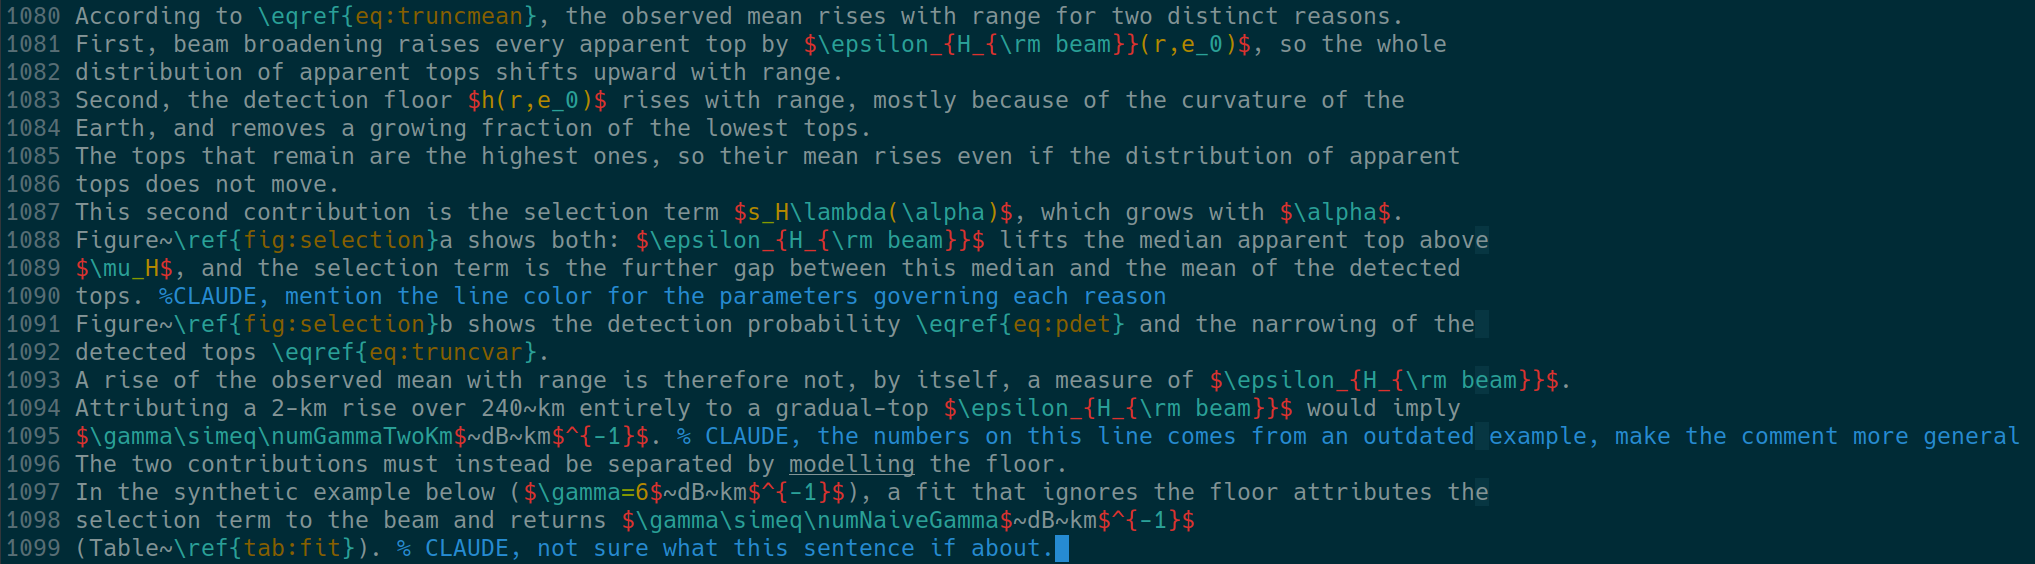 1080 According to \eqref{eq:truncmean}, the observed mean rises with range for two distinct reasons.
1081 First, beam broadening raises every apparent top by $\epsilon_{H_{\rm beam}}(r,e_0)$, so the whole
1082 distribution of apparent tops shifts upward with range.
1083 Second, the detection floor $h(r,e_0)$ rises with range, mostly because of the curvature of the
1084 Earth, and removes a growing fraction of the lowest tops.
1085 The tops that remain are the highest ones, so their mean rises even if the distribution of apparent
1086 tops does not move.
1087 This second contribution is the selection term $s_H\lambda(\alpha)$, which grows with $\alpha$.
1088 Figure~\ref{fig:selection}a shows both: $\epsilon_{H_{\rm beam}}$ lifts the median apparent top above
1089 $\mu_H$, and the selection term is the further gap between this median and the mean of the detected
1090 tops. %CLAUDE, mention the line color for the parameters governing each reason
1091 Figure~\ref{fig:selection}b shows the detection probability \eqref{eq:pdet} and the narrowing of the
1092 detected tops \eqref{eq:truncvar}.
1093 A rise of the observed mean with range is therefore not, by itself, a measure of $\epsilon_{H_{\rm beam}}$.
1094 Attributing a 2-km rise over 240~km entirely to a gradual-top $\epsilon_{H_{\rm beam}}$ would imply
1095 $\gamma\simeq\numGammaTwoKm$~dB~km$^{-1}$. % CLAUDE, the numbers on this line comes from an outdated example, make the comment more general
1096 The two contributions must instead be separated by modelling the floor.
1097 In the synthetic example below ($\gamma=6$~dB~km$^{-1}$), a fit that ignores the floor attributes the
1098 selection term to the beam and returns $\gamma\simeq\numNaiveGamma$~dB~km$^{-1}$
1099 (Table~\ref{tab:fit}). % CLAUDE, not sure what this sentence if about.